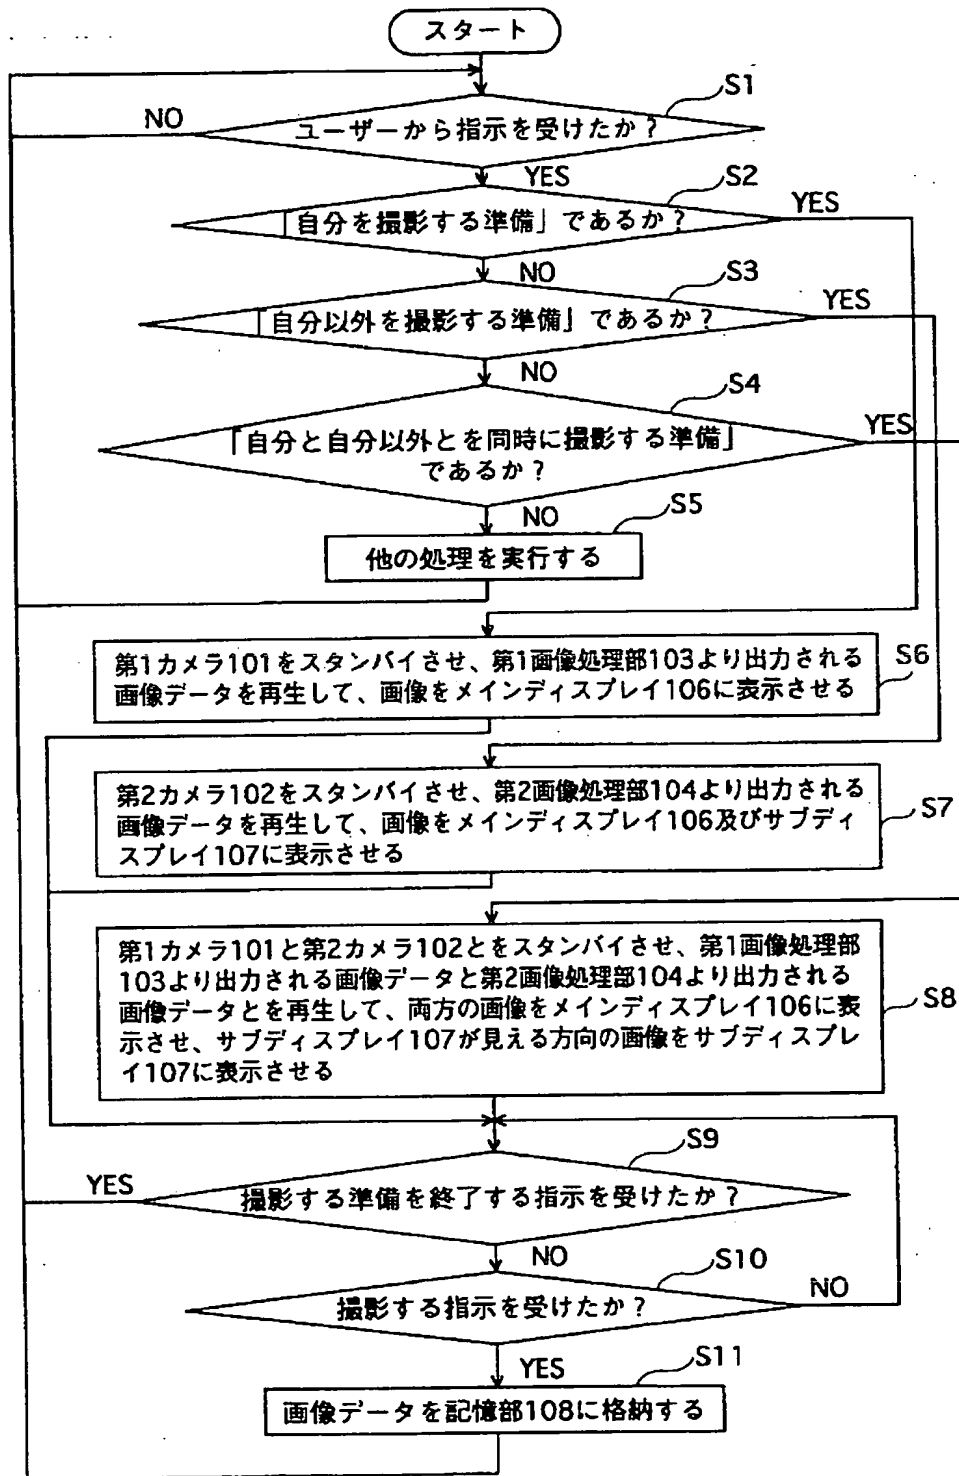 スタート
S1
NO
ユーザーから指示を受けたか？
YES
S2
YES
「自分を撮影する準備」であるか？
NO
S3
YES
「自分以外を撮影する準備」であるか？
NO
S4
YES
「自分と自分以外とを同時に撮影する準備」
であるか？
NO
S5
他の処理を実行する
第1カメラ101をスタンバイさせ、第1画像処理部103より出力される
画像データを再生して、画像をメインディスプレイ106に表示させる
S6
第2カメラ102をスタンバイさせ、第2画像処理部104より出力される
画像データを再生して、画像をメインディスプレイ106及びサブディ
スプレイ107に表示させる
S7
第1カメラ101と第2カメラ102とをスタンバイさせ、第1画像処理部
103より出力される画像データと第2画像処理部104より出力される
画像データとを再生して、両方の画像をメインディスプレイ106に表
示させ、サブディスプレイ107が見える方向の画像をサブディスプレ
イ107に表示させる
S8
S9
YES
撮影する準備を終了する指示を受けたか？
NO
S10
NO
撮影する指示を受けたか？
YES
S11
画像データを記憶部108に格納する